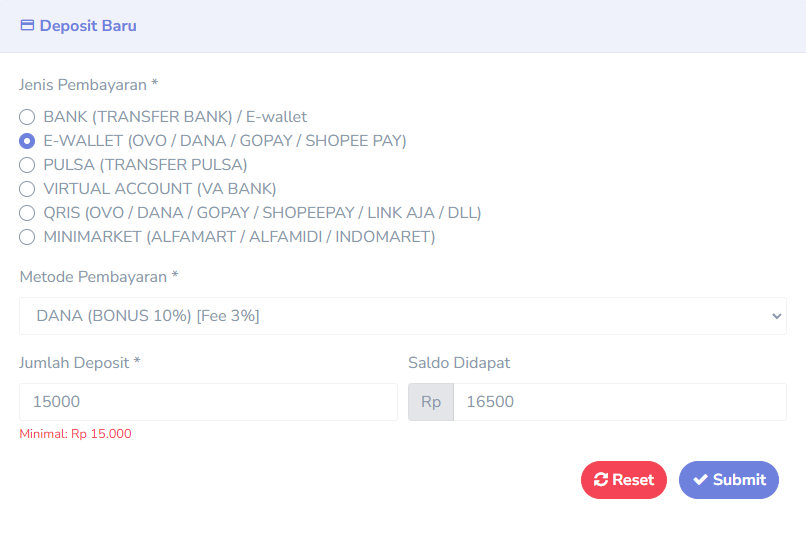 Deposit Baru
Jenis Pembayaran *
BANK (TRANSFER BANK) / E-wallet
E-WALLET (OVO / DANA / GOPAY / SHOPEE PAY)
PULSA (TRANSFER PULSA)
VIRTUAL ACCOUNT (VA BANK)
QRIS (OVO / DANA / GOPAY / SHOPEEPAY / LINK AJA / DLL)
MINIMARKET (ALFAMART / ALFAMIDI / INDOMARET)
Metode Pembayaran *
DANA (BONUS 10%) [Fee 3%]
Jumlah Deposit * Saldo Didapat
15000 Rp 16500
Minimal: Rp 15.000
Reset Submit